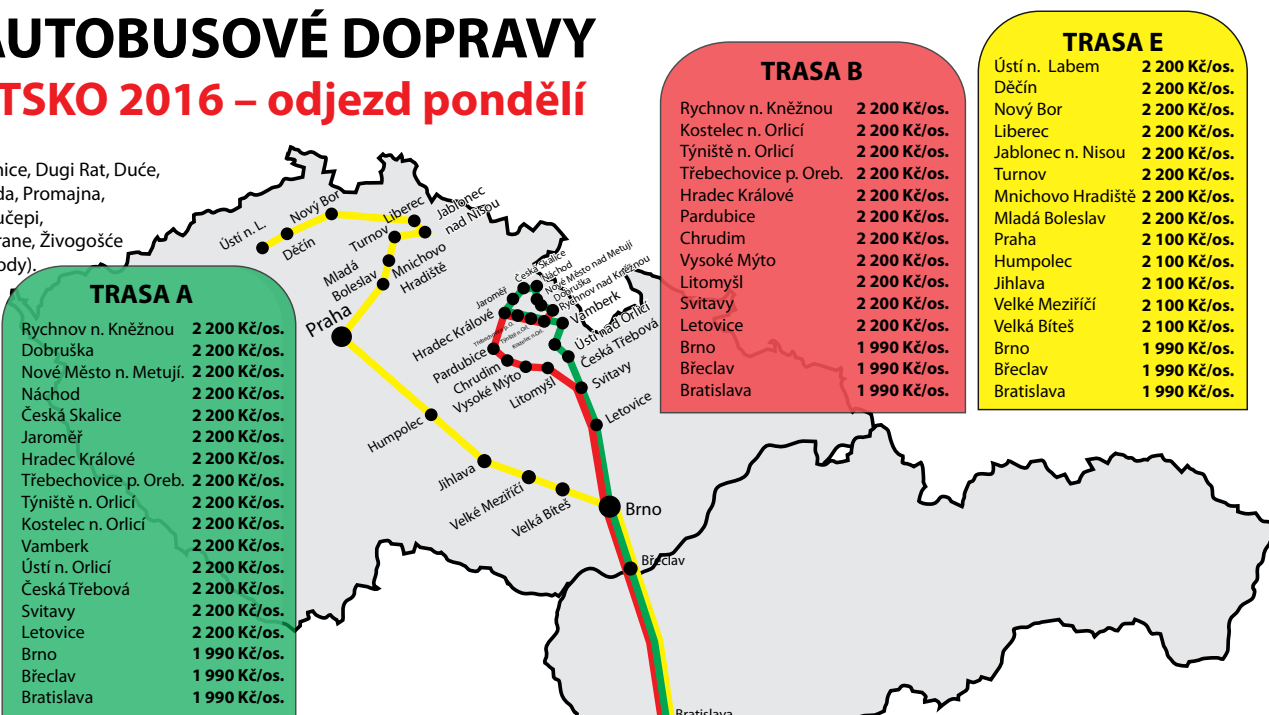 AUTOBUSOVÉ DOPRAVY
TSKO 2016 – odjezd pondělí
nice, Dugi Rat, Duće,
da, Promajna,
učepi,
rane, Živogošće
ody).
TRASA A
Rychnov n. Kněžnou 2 200 Kč/os.
Dobruška 2 200 Kč/os.
Nové Město n. Metují. 2 200 Kč/os.
Náchod 2 200 Kč/os.
Česká Skalice 2 200 Kč/os.
Jaroměř 2 200 Kč/os.
Hradec Králové 2 200 Kč/os.
Třebechovice p. Oreb. 2 200 Kč/os.
Týniště n. Orlicí 2 200 Kč/os.
Kostelec n. Orlicí 2 200 Kč/os.
Vamberk 2 200 Kč/os.
Ústí n. Orlicí 2 200 Kč/os.
Česká Třebová 2 200 Kč/os.
Svitavy 2 200 Kč/os.
Letovice 2 200 Kč/os.
Brno 1 990 Kč/os.
Břeclav 1 990 Kč/os.
Bratislava 1 990 Kč/os.
TRASA B
Rychnov n. Kněžnou 2 200 Kč/os.
Kostelec n. Orlicí 2 200 Kč/os.
Týniště n. Orlicí 2 200 Kč/os.
Třebechovice p. Oreb. 2 200 Kč/os.
Hradec Králové 2 200 Kč/os.
Pardubice 2 200 Kč/os.
Chrudim 2 200 Kč/os.
Vysoké Mýto 2 200 Kč/os.
Litomyšl 2 200 Kč/os.
Svitavy 2 200 Kč/os.
Letovice 2 200 Kč/os.
Brno 1 990 Kč/os.
Břeclav 1 990 Kč/os.
Bratislava 1 990 Kč/os.
TRASA E
Ústí n. Labem 2 200 Kč/os.
Děčín 2 200 Kč/os.
Nový Bor 2 200 Kč/os.
Liberec 2 200 Kč/os.
Jablonec n. Nisou 2 200 Kč/os.
Turnov 2 200 Kč/os.
Mnichovo Hradiště 2 200 Kč/os.
Mladá Boleslav 2 200 Kč/os.
Praha 2 100 Kč/os.
Humpolec 2 100 Kč/os.
Jihlava 2 100 Kč/os.
Velké Meziříčí 2 100 Kč/os.
Velká Bíteš 2 100 Kč/os.
Brno 1 990 Kč/os.
Břeclav 1 990 Kč/os.
Bratislava 1 990 Kč/os.
Ústí n. L.
Děčín
Nový Bor
Liberec
Jablonec
nad Nisou
Turnov
Mnichovo
Hradiště
Mladá
Boleslav
Praha
Humpolec
Jihlava
Velké Meziříčí
Velká Bíteš
Brno
Břeclav
Bratislava
Česká Skalice
Náchod
Nové Město nad Metují
Dobruška
Rychnov nad Kněžnou
Vamberk
Jaroměř
Hradec Králové
Třebechovice p. O.
Týniště n. Orl.
Kostelec n. Orl.
Pardubice
Chrudim
Vysoké Mýto
Litomyšl
Ústí nad Orlicí
Česká Třebová
Svitavy
Letovice